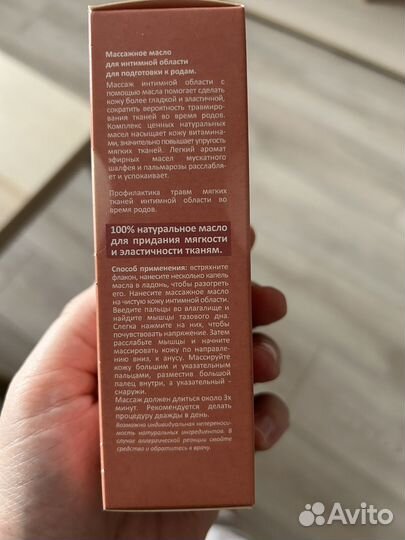 Массажное масло
для интимной области
для подготовки к родам.
Массаж интимной области с
помощью масла помогает сделать
кожу более гладкой и эластичной,
сократить вероятность травмиро-
вания тканей во время родов.
Комплекс ценных натуральных
масел насыщает кожу витамина-
ми, значительно повышает упругость
мягких тканей. Легкий аромат
эфирных масел мускатного
шалфея и пальмарозы расслабля-
ет и успокаивает.
Профилактика травм мягких
тканей интимной области во
время родов.
100% натуральное масло
для придания мягкости
и эластичности тканям.
Способ применения: встряхните
флакон, нанесите несколько капель
масла в ладонь, чтобы разогреть
его. Нанесите массажное масло
на чистую кожу интимной области.
Введите пальцы во влагалище и
найдите мышцы тазового дна.
Слегка нажмите на них, чтобы
почувствовать напряжение. Затем
расслабьте мышцы и начните
массировать кожу по направле-
нию вниз, к анусу. Массируйте
кожу большим и указательным
пальцами, разместив большой
палец внутри, а указательный -
снаружи.
Массаж должен длиться около 3х
минут. Рекомендуется делать
процедуру дважды в день.
Возможна индивидуальная непереноси-
мость натуральных ингредиентов. В
случае аллергической реакции смойте
средство и обратитесь к врачу.
Avito